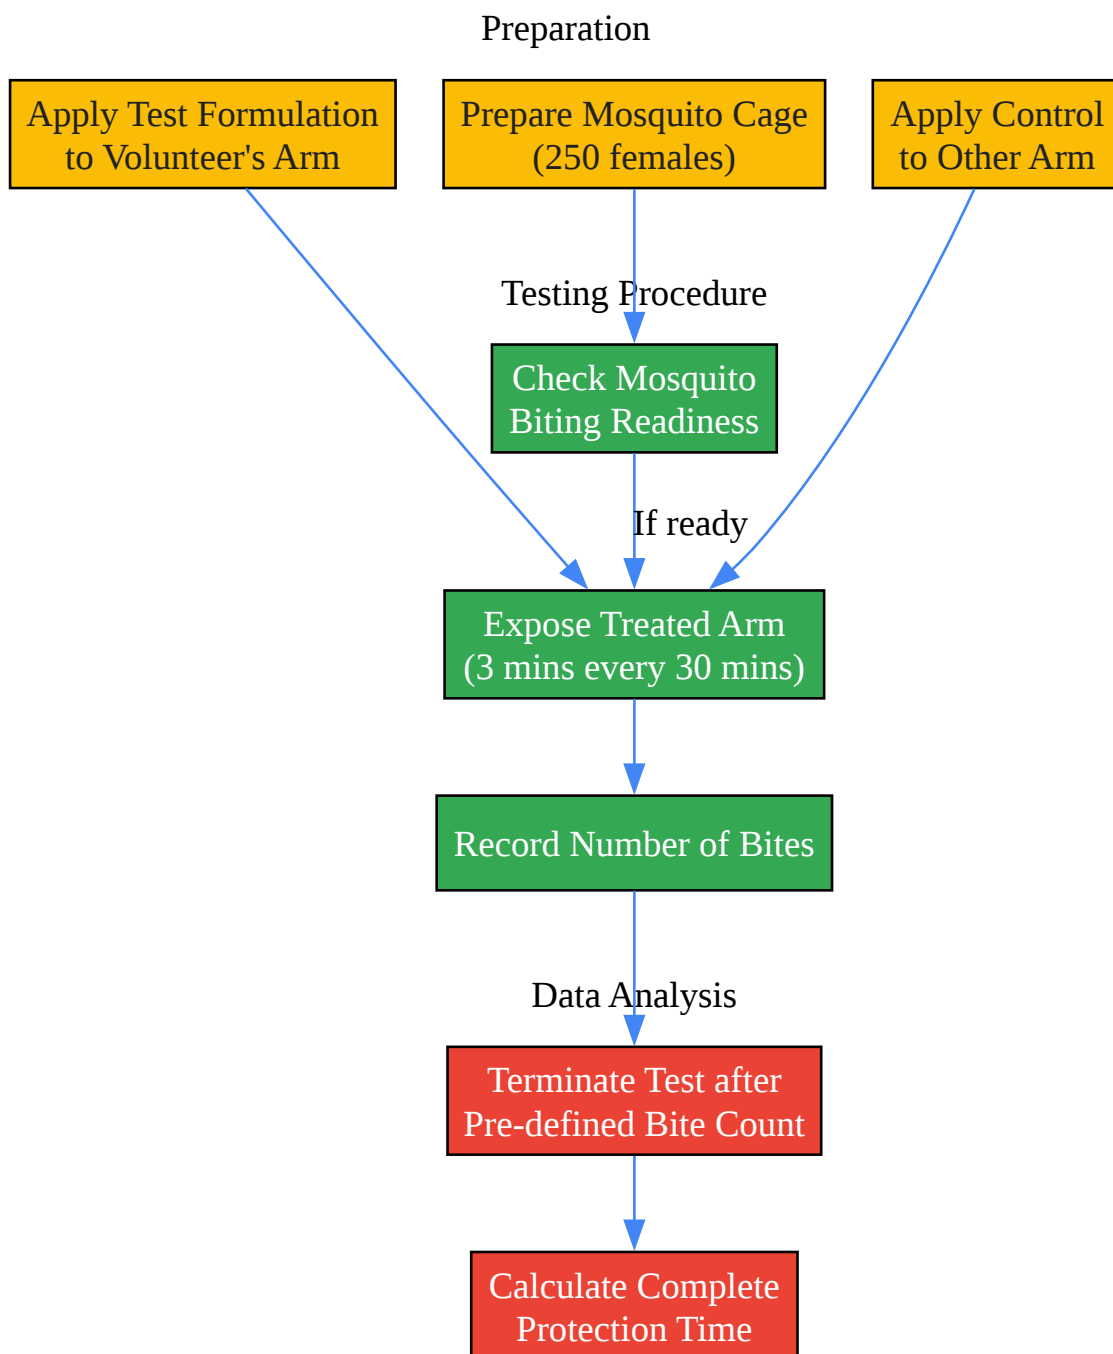 Preparation
Apply Test Formulation
to Volunteer's Arm
Prepare Mosquito Cage
(250 females)
Apply Control
to Other Arm
Testing Procedure
Check Mosquito
Biting Readiness
If ready
Expose Treated Arm
(3 mins every 30 mins)
Record Number of Bites
Data Analysis
Terminate Test after
Pre-defined Bite Count
Calculate Complete
Protection Time